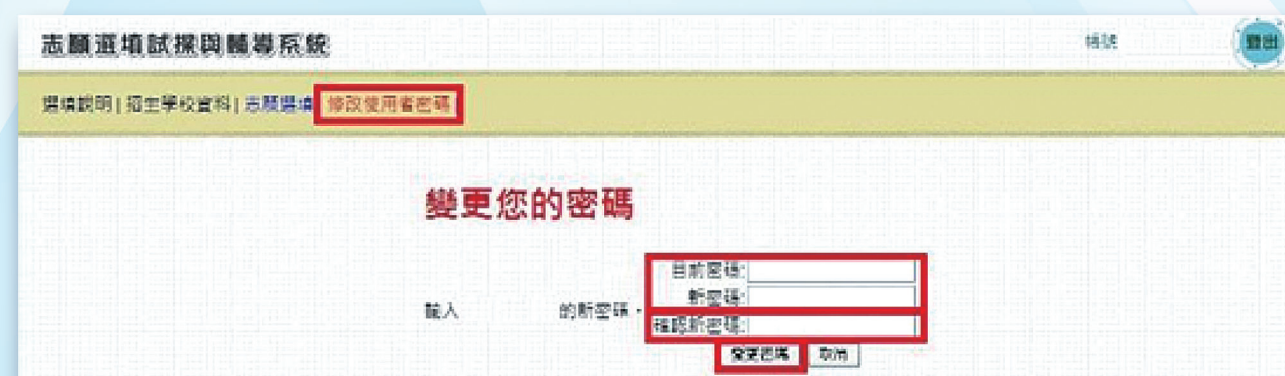 志願選填試探與輔導系統
帳號 登出
選填說明 | 招生學校資料 | 志願選填 修改使用者密碼
變更您的密碼
目前密碼:
新密碼:
輸入 的新密碼。
確認新密碼:
變更密碼 取消